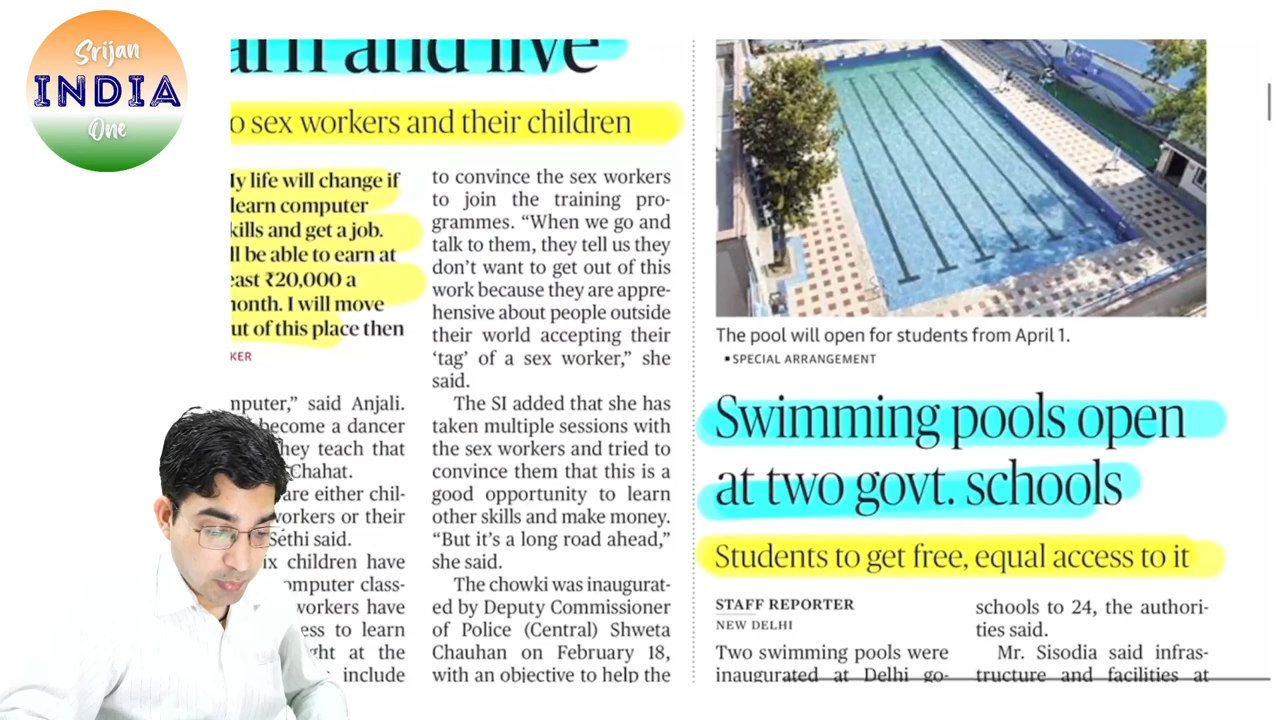 Srijan
INDIA
One
arn and live
o sex workers and their children
My life will change if
learn computer
kills and get a job.
ll be able to earn at
east ₹20,000 a
month. I will move
ut of this place then
KER
mputer,” said Anjali.
become a dancer
hey teach that
Chahat.
are either chil-
workers or their
Sethi said.
ix children have
omputer class-
workers have
ess to learn
ght at the
include
to convince the sex workers
to join the training pro-
grammes. “When we go and
talk to them, they tell us they
don’t want to get out of this
work because they are appre-
hensive about people outside
their world accepting their
‘tag’ of a sex worker,” she
said.
The SI added that she has
taken multiple sessions with
the sex workers and tried to
convince them that this is a
good opportunity to learn
other skills and make money.
“But it’s a long road ahead,”
she said.
The chowki was inaugurat-
ed by Deputy Commissioner
of Police (Central) Shweta
Chauhan on February 18,
with an objective to help the
The pool will open for students from April 1.
▪SPECIAL ARRANGEMENT
Swimming pools open
at two govt. schools
Students to get free, equal access to it
STAFF REPORTER
NEW DELHI
Two swimming pools were
inaugurated at Delhi go-
schools to 24, the authori-
ties said.
Mr. Sisodia said infras-
tructure and facilities at